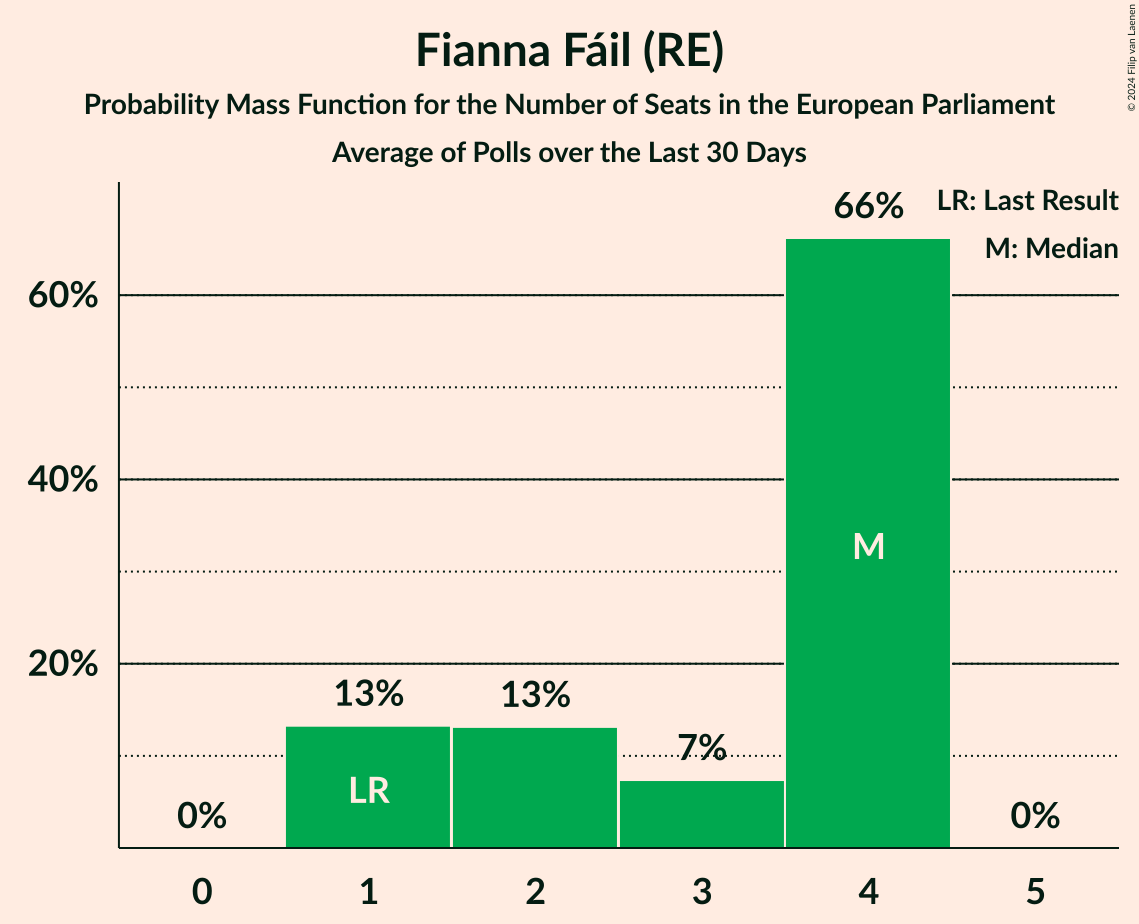 Fianna Fáil (RE)
Probability Mass Function for the Number of Seats in the European Parliament
Average of Polls over the Last 30 Days
© 2024 Filip van Laenen
LR: Last Result
M: Median
60%
40%
20%
0%
13%
13%
7%
66%
0%
LR
M
0
1
2
3
4
5